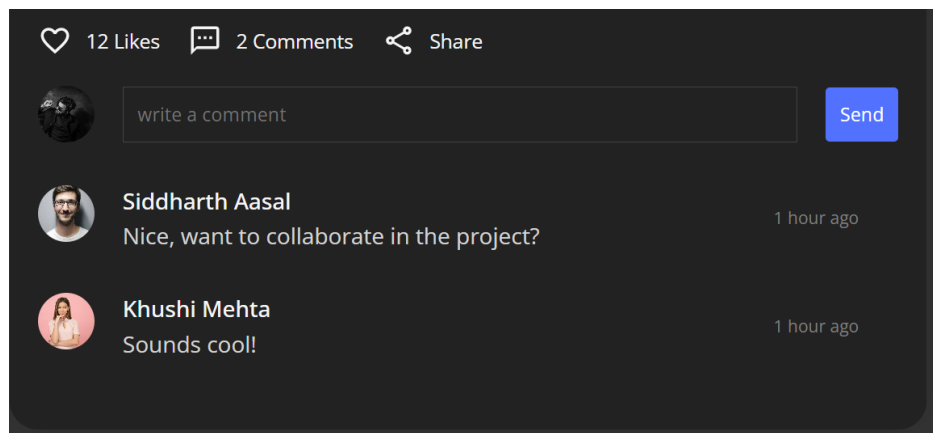 12 Likes 2 Comments Share
write a comment Send
Siddharth Aasal
Nice, want to collaborate in the project?
1 hour ago
Khushi Mehta
Sounds cool!
1 hour ago